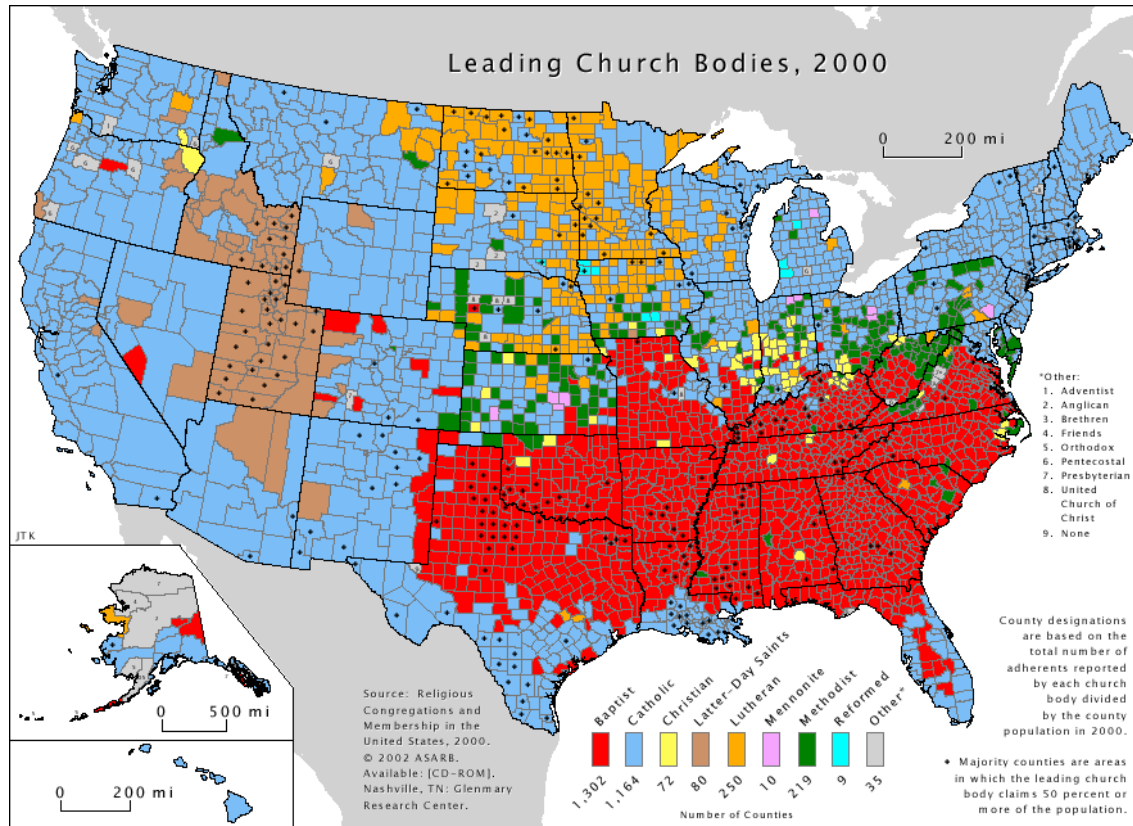 Leading Church Bodies, 2000
0 200 mi
*Other:
1. Adventist
2. Anglican
3. Brethren
4. Friends
5. Orthodox
6. Pentecostal
7. Presbyterian
8. United
Church of
Christ
9. None
JTK
0 500 mi
0 200 mi
Source: Religious
Congregations and
Membership in the
United States, 2000.
© 2002 ASARB.
Available: [CD-ROM].
Nashville, TN: Glenmary
Research Center.
Baptist
Catholic
Christian
Latter-Day Saints
Lutheran
Mennonite
Methodist
Reformed
Other*
1,302
1,164
72
80
250
10
219
9
35
Number of Counties
County designations
are based on the
total number of
adherents reported
by each church
body divided
by the county
population in 2000.
Majority counties are areas
in which the leading church
body claims 50 percent or
more of the population.